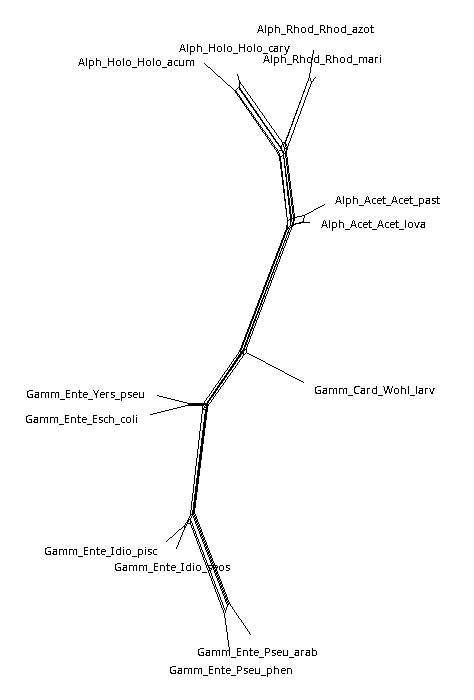 Alph_Rhod_Rhod_azot
Alph_Holo_Holo_cary
Alph_Holo_Holo_acum
Alph_Rhod_Rhod_mari
Alph_Acet_Acet_past
Alph_Acet_Acet_lova
Gamm_Card_Wohl_larv
Gamm_Ente_Yers_pseu
Gamm_Ente_Esch_coli
Gamm_Ente_Idio_pisc
Gamm_Ente_Pseu_arab
Gamm_Ente_Pseu_phen